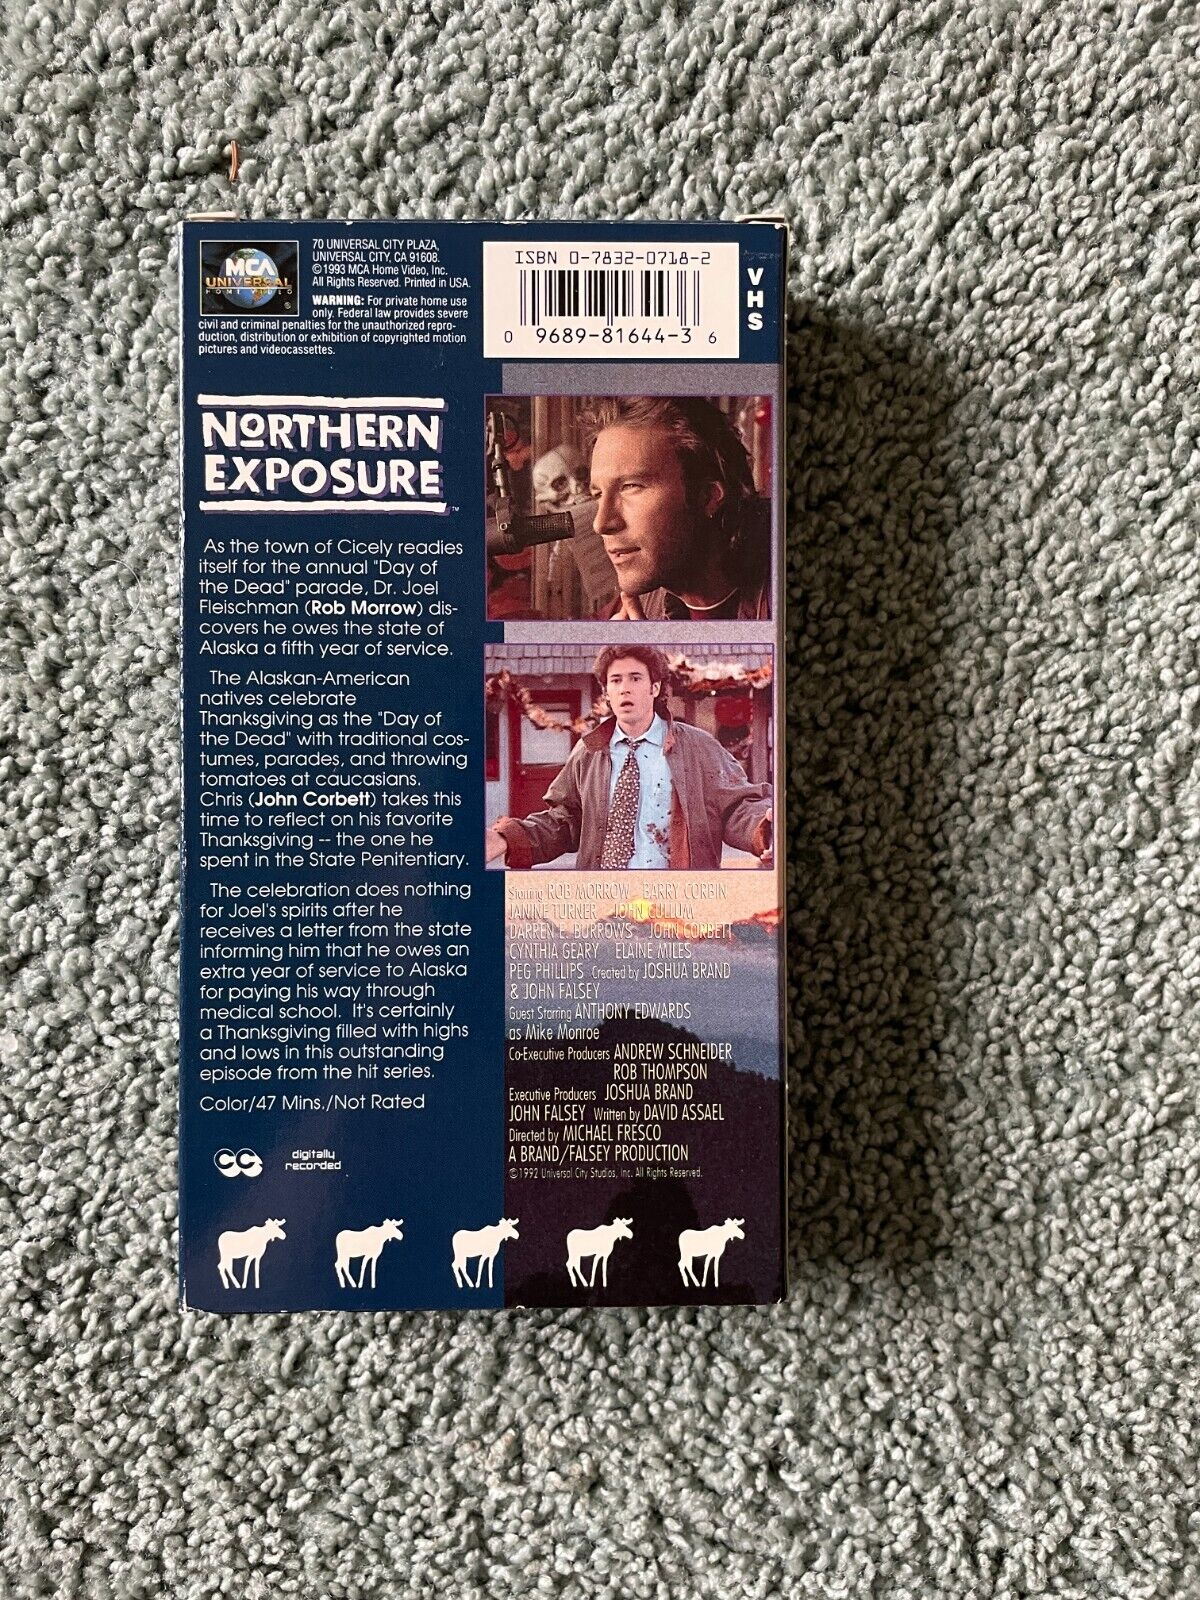 MCA
UNIVERSAL
HOME VIDEO
70 UNIVERSAL CITY PLAZA,
UNIVERSAL CITY, CA 91608.
©1993 MCA Home Video, Inc.
All Rights Reserved. Printed in USA.
WARNING: For private home use
only. Federal law provides severe
civil and criminal penalties for the unauthorized repro-
duction, distribution or exhibition of copyrighted motion
pictures and videocassettes.
ISBN 0-7832-0718-2
0 9689-81644-3 6
VHS
NORTHERN
EXPOSURE™
As the town of Cicely readies
itself for the annual "Day of
the Dead" parade, Dr. Joel
Fleischman (Rob Morrow) dis-
covers he owes the state of
Alaska a fifth year of service.
The Alaskan-American
natives celebrate
Thanksgiving as the "Day of
the Dead" with traditional cos-
tumes, parades, and throwing
tomatoes at caucasians.
Chris (John Corbett) takes this
time to reflect on his favorite
Thanksgiving -- the one he
spent in the State Penitentiary.
The celebration does nothing
for Joel's spirits after he
receives a letter from the state
informing him that he owes an
extra year of service to Alaska
for paying his way through
medical school. It's certainly
a Thanksgiving filled with highs
and lows in this outstanding
episode from the hit series.
Color/47 Mins./Not Rated
CC
digitally
recorded
Starring ROB MORROW BARRY CORBIN
JANINE TURNER JOHN CULLUM
DARREN E. BURROWS JOHN CORBETT
CYNTHIA GEARY ELAINE MILES
PEG PHILLIPS Created by JOSHUA BRAND
& JOHN FALSEY
Guest Starring ANTHONY EDWARDS
as Mike Monroe
Co-Executive Producers ANDREW SCHNEIDER
ROB THOMPSON
Executive Producers JOSHUA BRAND
JOHN FALSEY Written by DAVID ASSAEL
Directed by MICHAEL FRESCO
A BRAND/FALSEY PRODUCTION
©1992 Universal City Studios, Inc. All Rights Reserved.